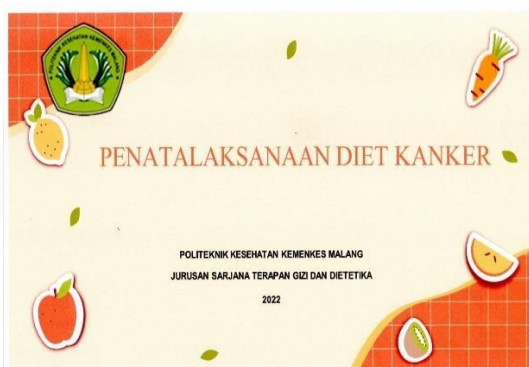 POLITEKNIK KESEHATAN KEMENKES MALANG
PENATALAKSANAAN DIET KANKER
POLITEKNIK KESEHATAN KEMENKES MALANG
JURUSAN SARJANA TERAPAN GIZI DAN DIETETIKA
2022